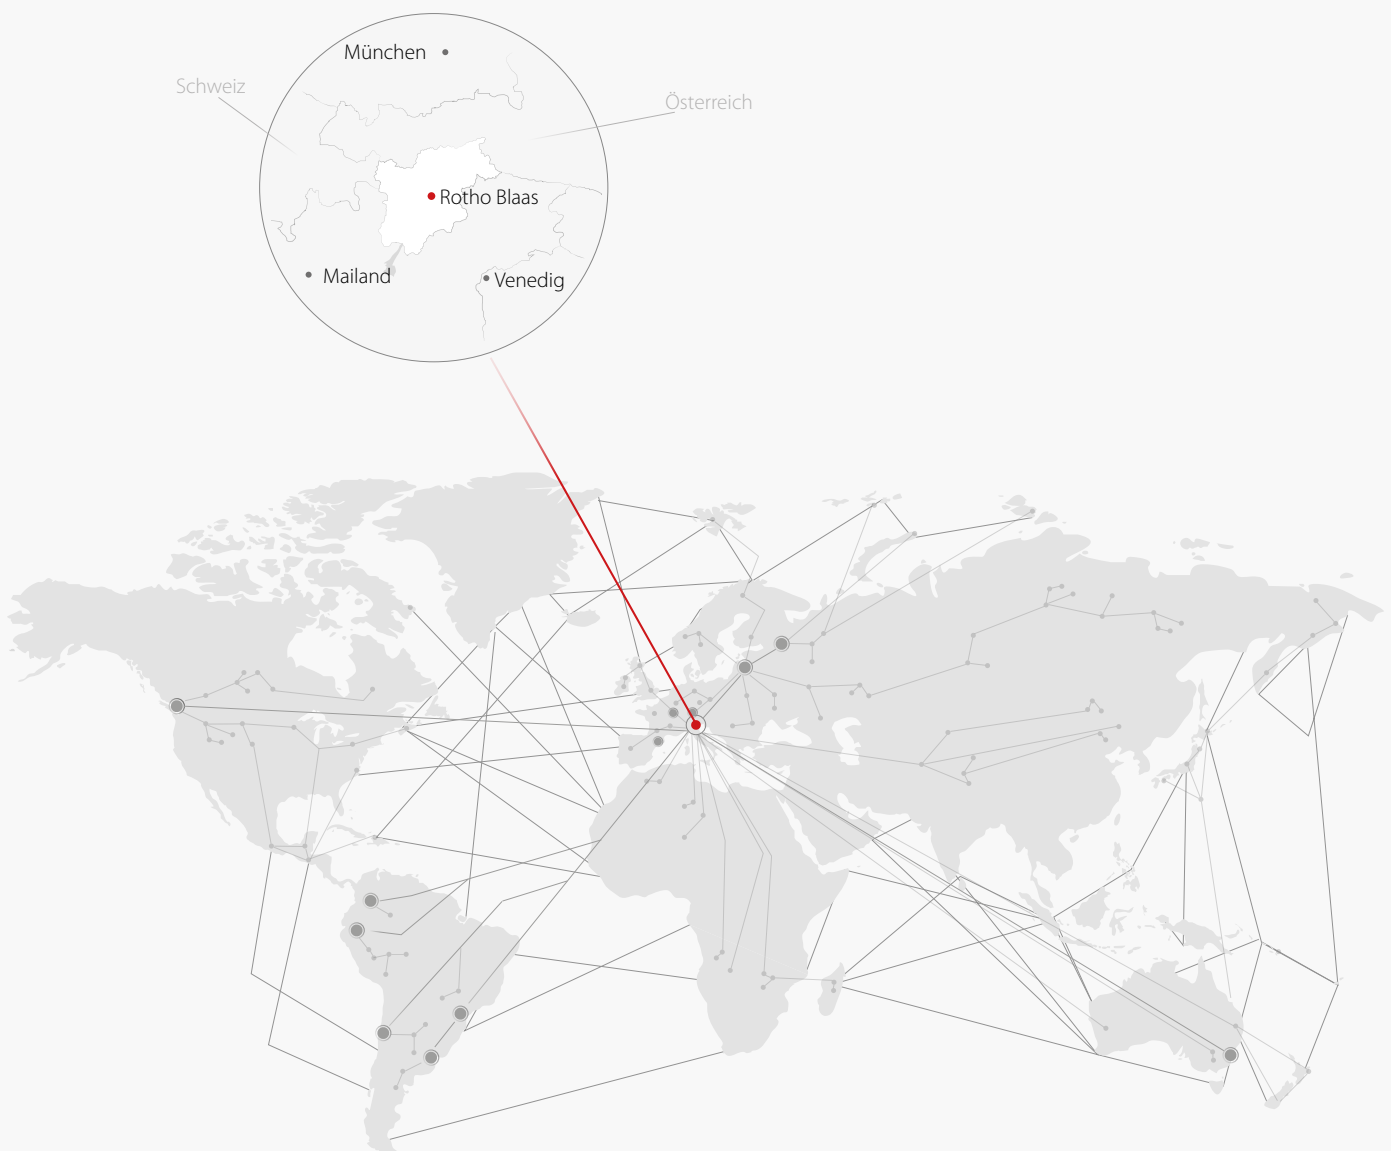 München
Schweiz
Österreich
Rotho Blaas
Mailand
Venedig